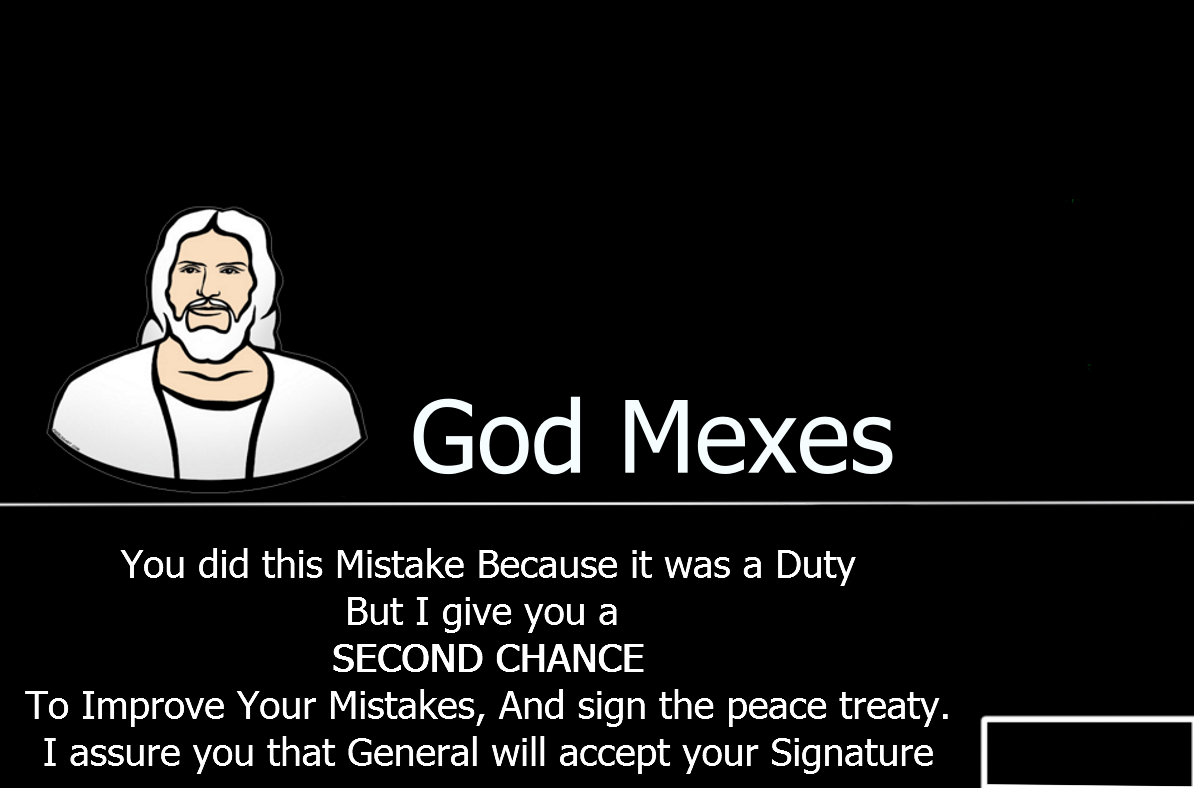 God Mexes
You did this Mistake Because it was a Duty
But I give you a
SECOND CHANCE
To Improve Your Mistakes, And sign the peace treaty.
I assure you that General will accept your Signature